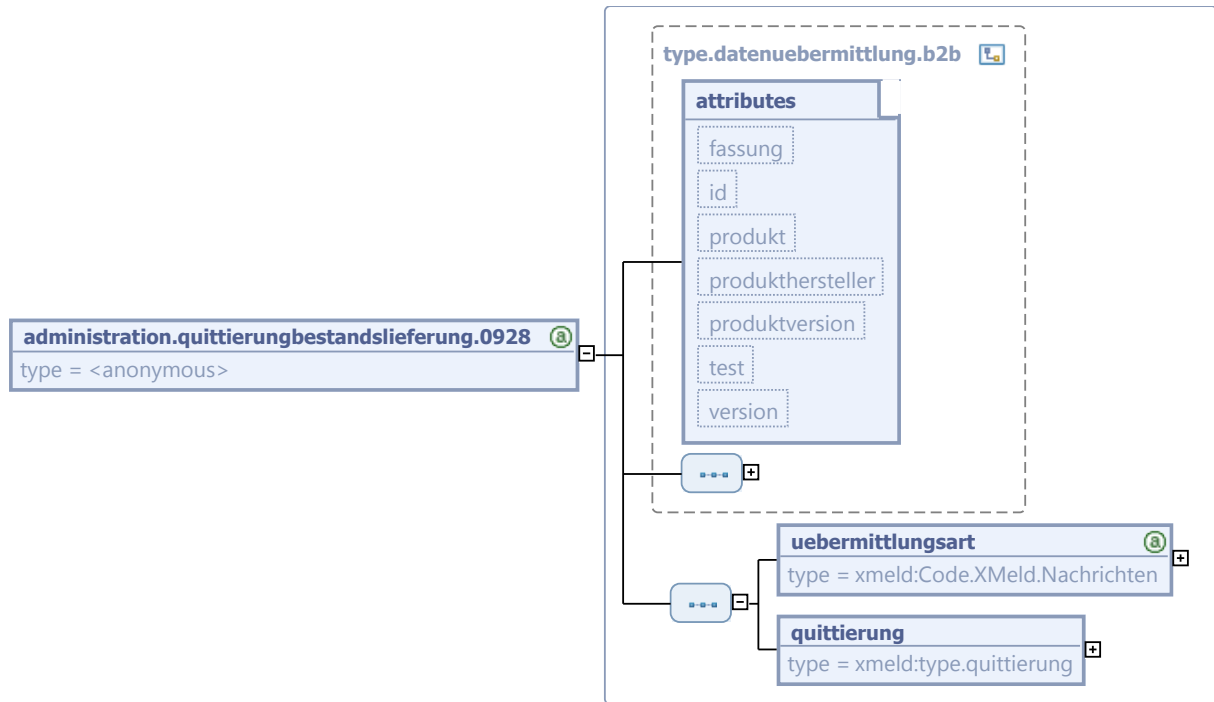 type.datenuebermittlung.b2b
attributes
fassung
id
produkt
produkthersteller
produktversion
test
version
administration.quittierungbestandslieferung.0928 a
type = <anonymous>
uebermittlungsart a
type = xmeld:Code.XMeld.Nachrichten
quittierung
type = xmeld:type.quittierung